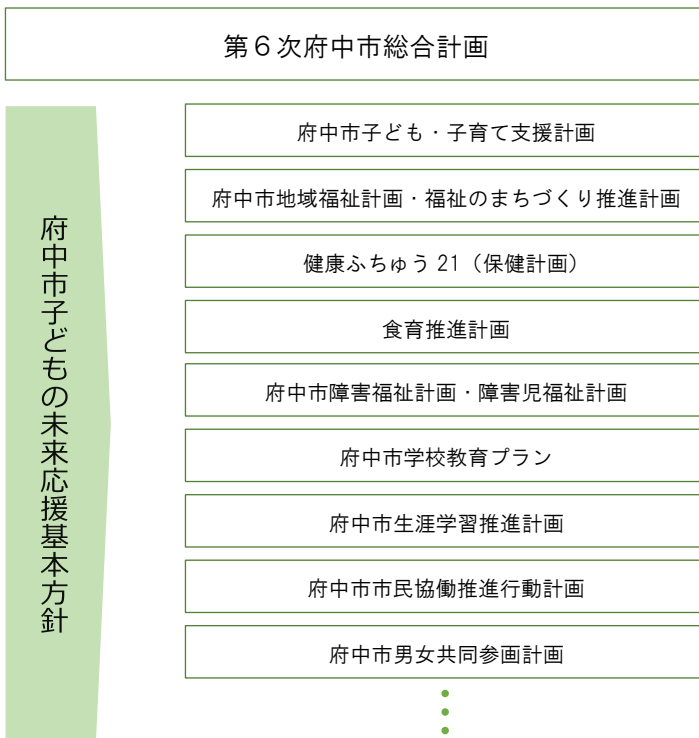 第６次府中市総合計画
府中市子どもの未来応援基本方針
府中市子ども・子育て支援計画
府中市地域福祉計画・福祉のまちづくり推進計画
健康ふちゅう 21（保健計画）
食育推進計画
府中市障害福祉計画・障害児福祉計画
府中市学校教育プラン
府中市生涯学習推進計画
府中市市民協働推進行動計画
府中市男女共同参画計画